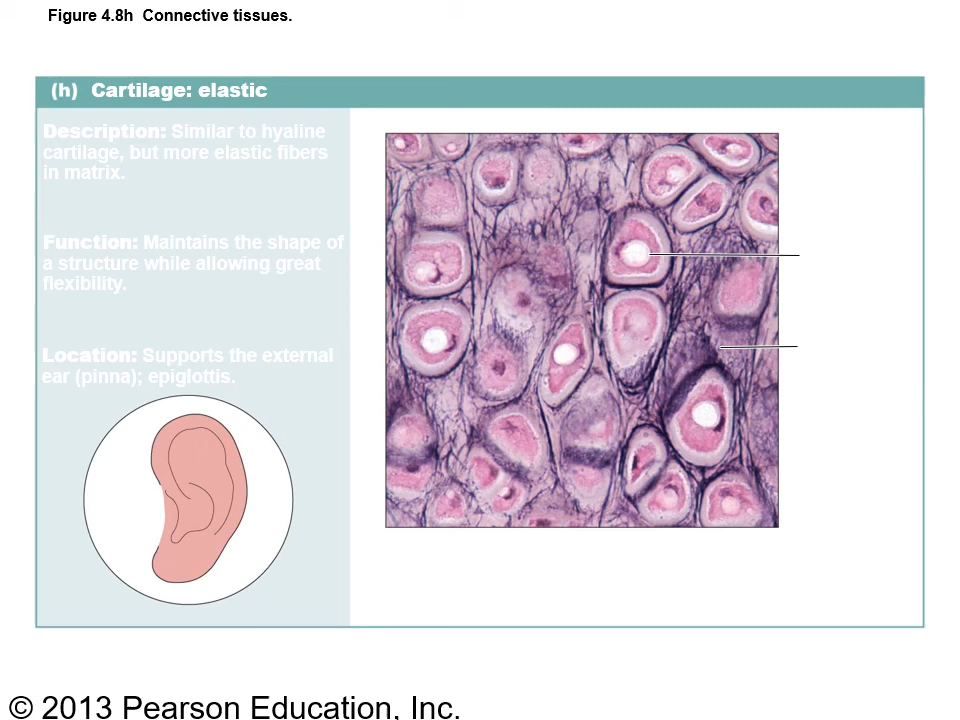 Figure 4.8h  Connective tissues.
(h)  Cartilage: elastic
Description: Similar to hyaline
cartilage, but more elastic fibers
in matrix.
Function: Maintains the shape of
a structure while allowing great
flexibility.
Location: Supports the external
ear (pinna); epiglottis.
© 2013 Pearson Education, Inc.